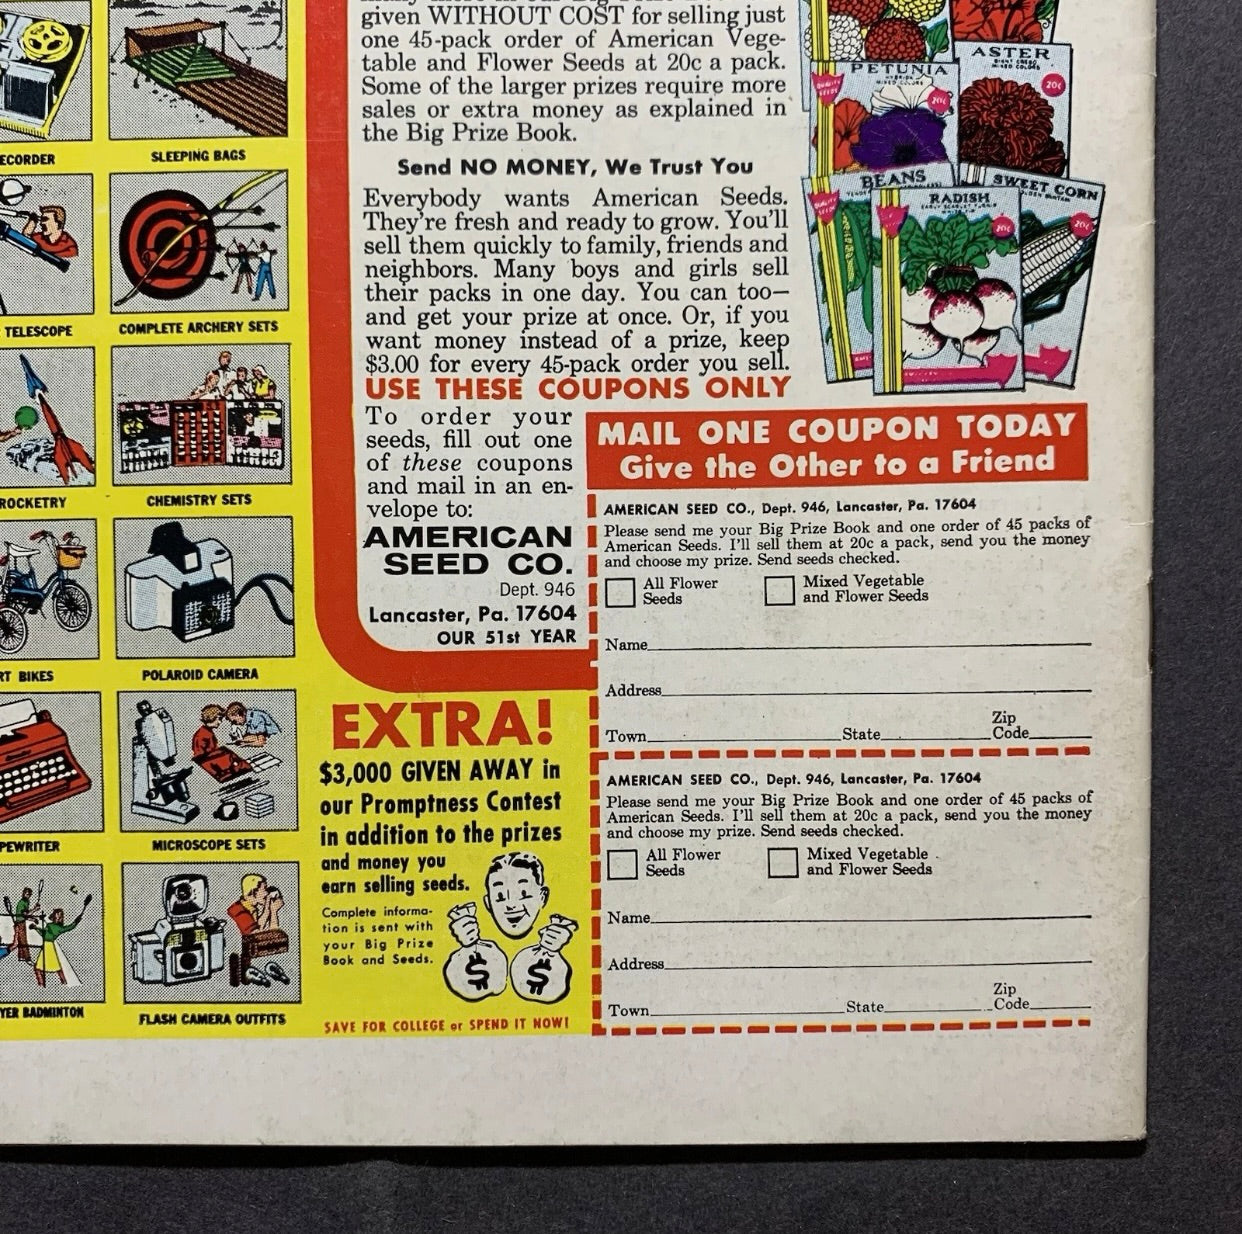 given WITHOUT COST for selling just
one 45-pack order of American Vege-
table and Flower Seeds at 20c a pack.
Some of the larger prizes require more
sales or extra money as explained in
the Big Prize Book.
Send NO MONEY, We Trust You
Everybody wants American Seeds.
They're fresh and ready to grow. You'll
sell them quickly to family, friends and
neighbors. Many boys and girls sell
their packs in one day. You can too—
and get your prize at once. Or, if you
want money instead of a prize, keep
$3.00 for every 45-pack order you sell.
USE THESE COUPONS ONLY
To order your
seeds, fill out one
of these coupons
and mail in an en-
velope to:
AMERICAN
SEED CO.
Dept. 946
Lancaster, Pa. 17604
OUR 51st YEAR
ECORDER
SLEEPING BAGS
TELESCOPE
COMPLETE ARCHERY SETS
ROCKETRY
CHEMISTRY SETS
RT BIKES
POLAROID CAMERA
PEWRITER
MICROSCOPE SETS
YER BADMINTON
FLASH CAMERA OUTFITS
EXTRA!
$3,000 GIVEN AWAY in
our Promptness Contest
in addition to the prizes
and money you
earn selling seeds.
Complete informa-
tion is sent with
your Big Prize
Book and Seeds.
$ $
SAVE FOR COLLEGE or SPEND IT NOW!
ASTER
20c
PETUNIA
20c
QUALITY SEEDS
BEANS
QUALITY SEEDS
SWEET CORN
20c
RADISH
20c
QUALITY SEEDS
MAIL ONE COUPON TODAY
Give the Other to a Friend
AMERICAN SEED CO., Dept. 946, Lancaster, Pa. 17604
Please send me your Big Prize Book and one order of 45 packs of
American Seeds. I'll sell them at 20c a pack, send you the money
and choose my prize. Send seeds checked.
All Flower Seeds
Mixed Vegetable and Flower Seeds
Name
Address
Town State Zip Code
AMERICAN SEED CO., Dept. 946, Lancaster, Pa. 17604
Please send me your Big Prize Book and one order of 45 packs of
American Seeds. I'll sell them at 20c a pack, send you the money
and choose my prize. Send seeds checked.
All Flower Seeds
Mixed Vegetable and Flower Seeds
Name
Address
Town State Zip Code